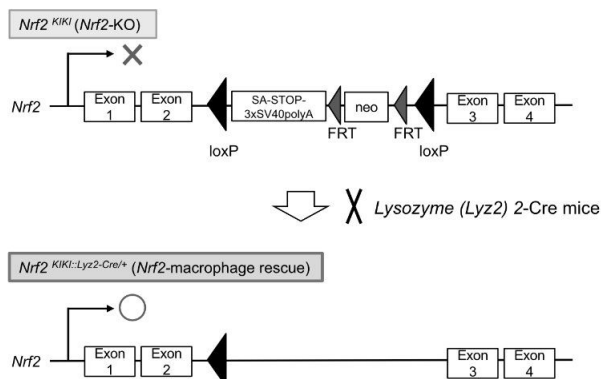 Nrf2 KIKI (Nrf2-KO)
Nrf2
Exon 1
Exon 2
loxP
SA-STOP-
3xSV40polyA
FRT
neo
FRT
loxP
Exon 3
Exon 4
Lysozyme (Lyz2) 2-Cre mice
Nrf2 KIKI::Lyz2-Cre/+ (Nrf2-macrophage rescue)
Nrf2
Exon 1
Exon 2
Exon 3
Exon 4